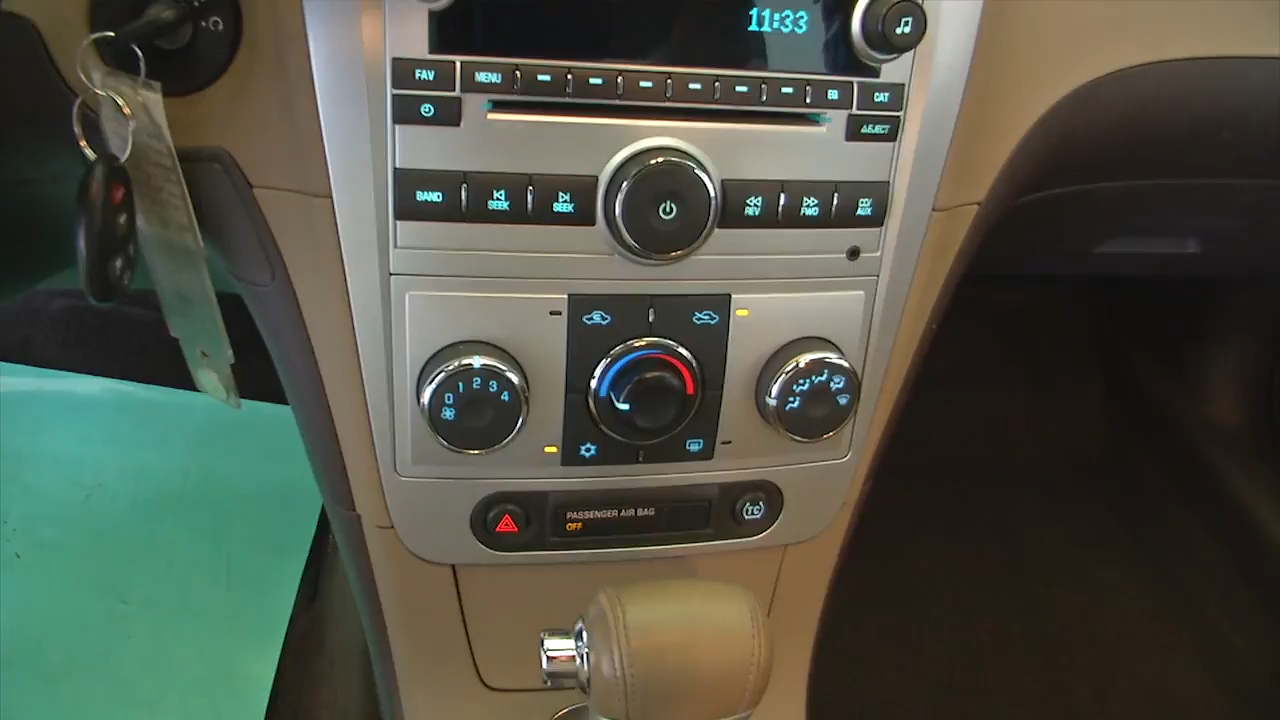 11:33
FAV
MENU
EQ
CAT
EJECT
BAND
SEEK
SEEK
REV
FWD
CD/
AUX
0 1 2 3 4
PASSENGER AIR BAG
OFF
TC